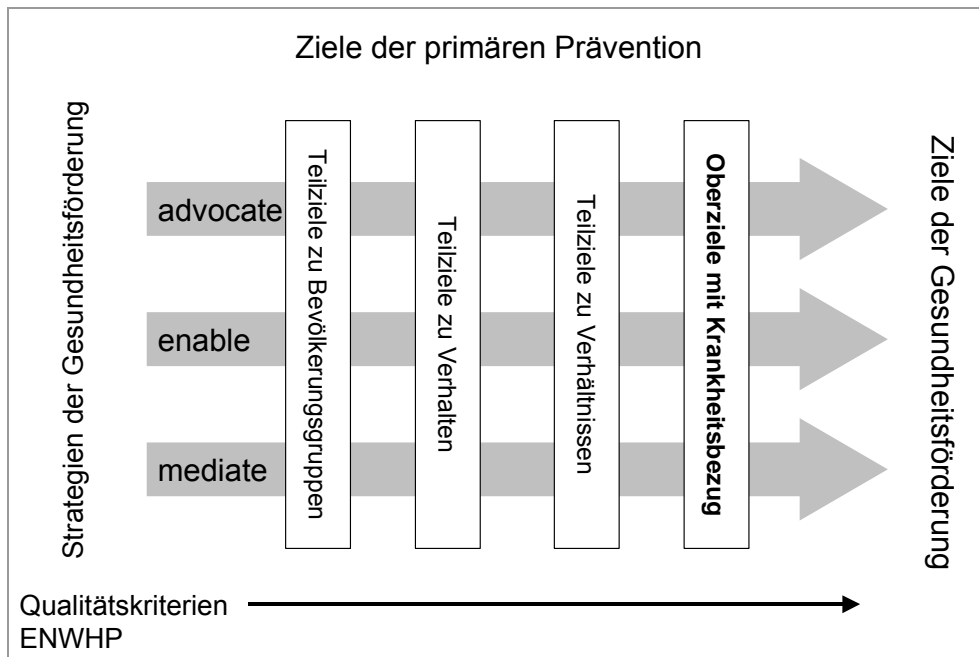 Ziele der primären Prävention
Strategien der Gesundheitsförderung
advocate
enable
mediate
Teilziele zu Bevölkerungsgruppen
Teilziele zu Verhalten
Teilziele zu Verhältnissen
Oberziele mit Krankheitsbezug
Ziele der Gesundheitsförderung
Qualitätskriterien
ENWHP